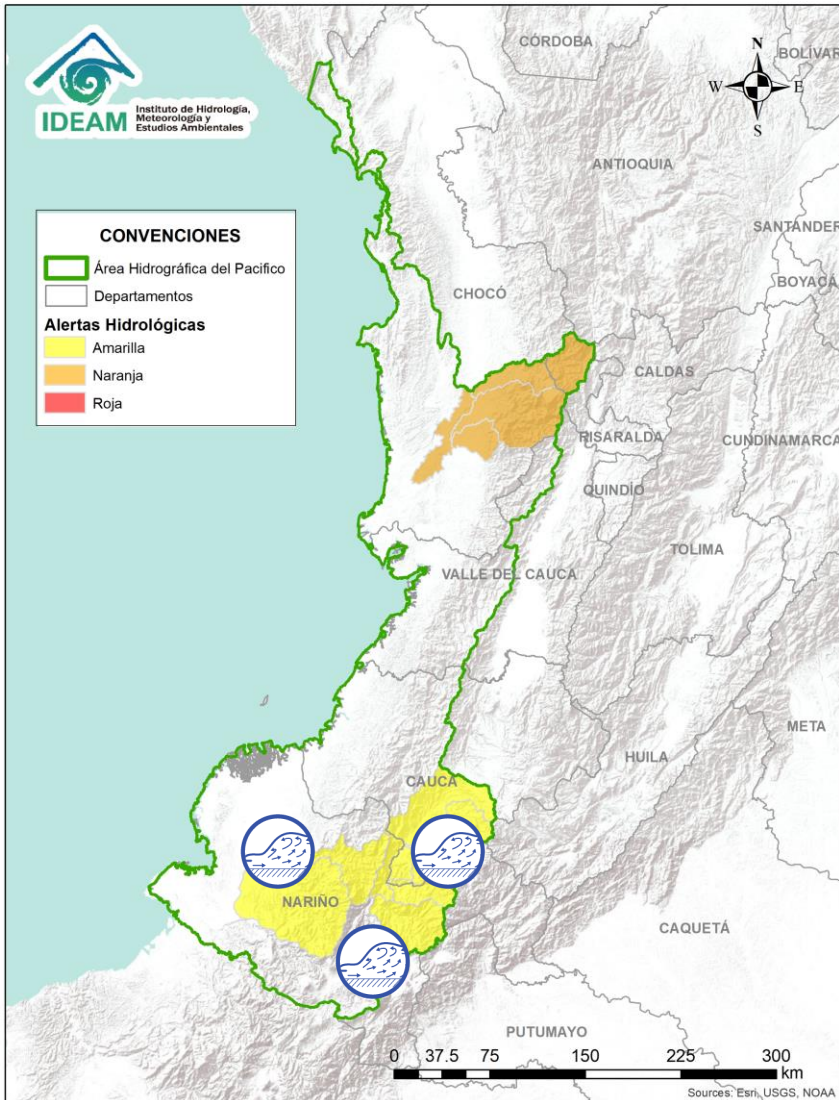 IDEAM
Instituto de Hidrología,
Meteorología y
Estudios Ambientales
N
W
E
S
CONVENCIONES
Área Hidrográfica del Pacifico
Departamentos
Alertas Hidrológicas
Amarilla
Naranja
Roja
CÓRDOBA
BOLÍVAR
ANTIOQUIA
SANTANDER
BOYACÁ
CHOCÓ
CALDAS
RISARALDA
CUNDINAMARCA
QUINDÍO
TOLIMA
VALLE DEL CAUCA
META
HUILA
CAUCA
NARIÑO
CAQUETÁ
PUTUMAYO
0 37.5 75 150 225 300
km
Sources: Esri, USGS, NOAA